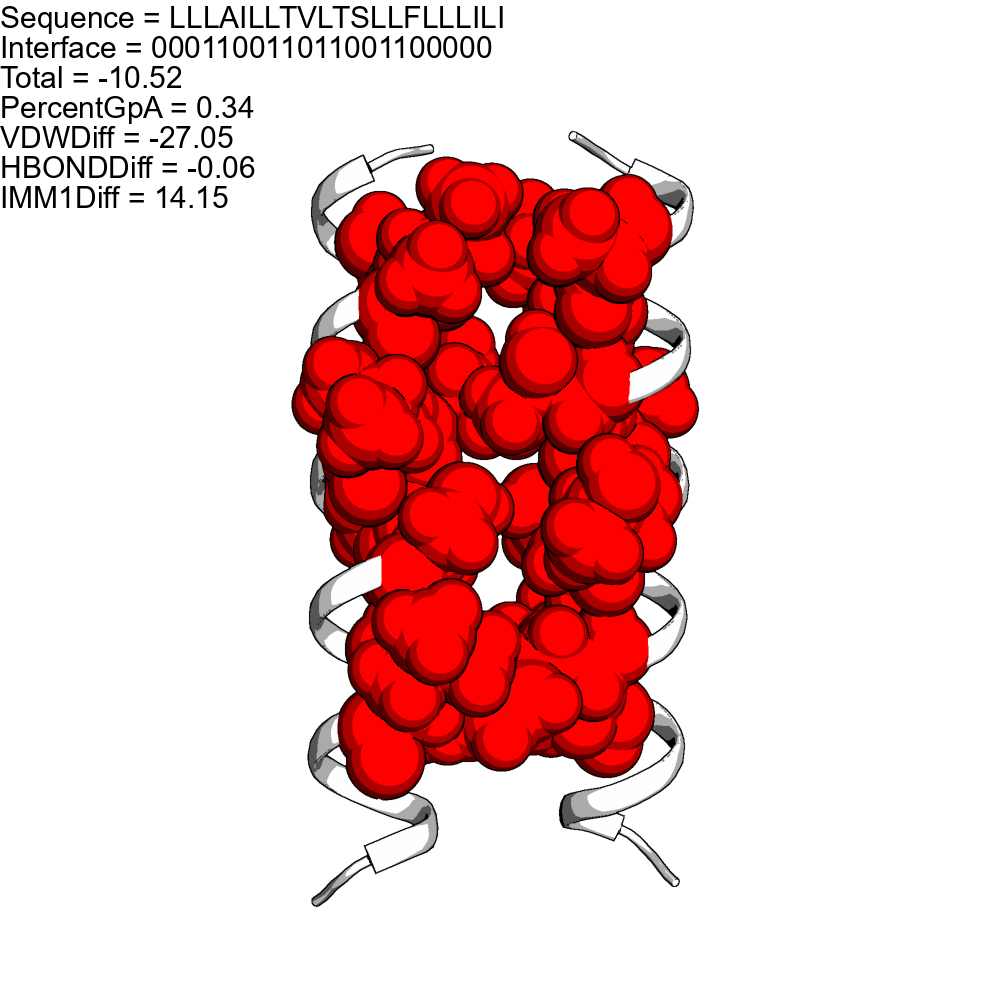 Sequence = LLLAILLTVLTSLLFLLLILI
Interface = 000110011011001100000
Total = -10.52
PercentGpA = 0.34
VDWDiff = -27.05
HBONDDiff = -0.06
IMM1Diff = 14.15